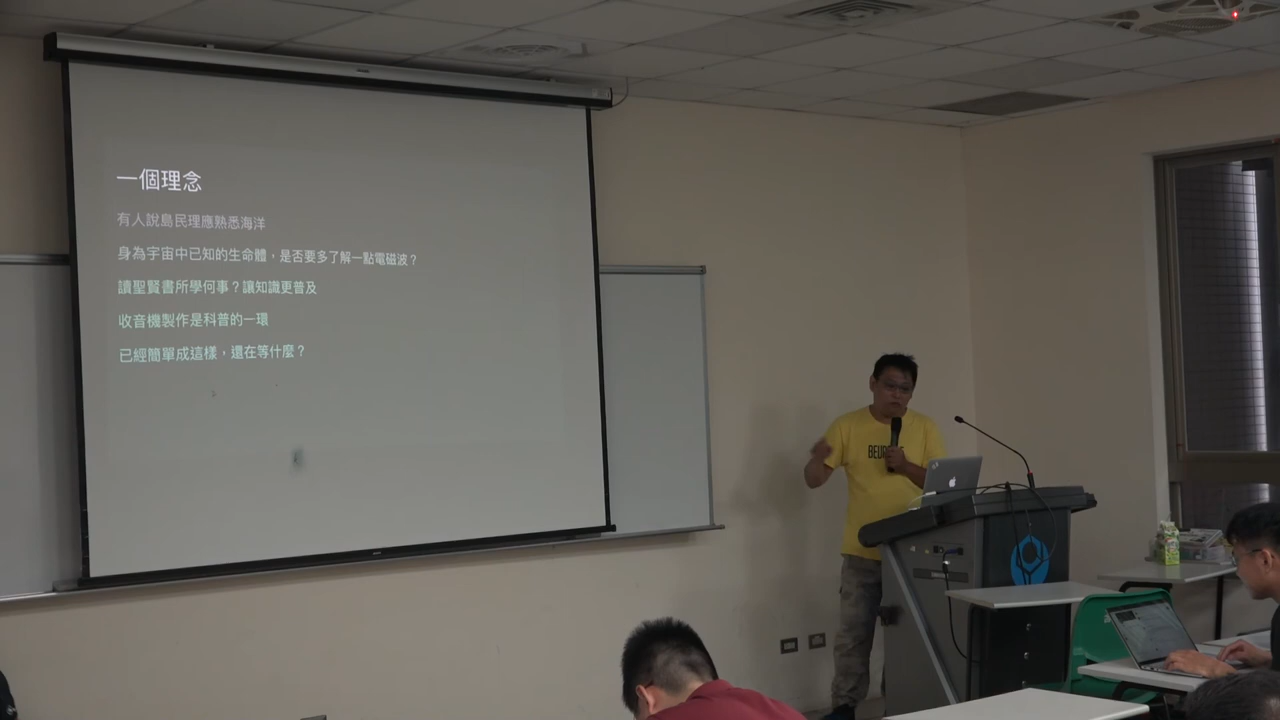 一個理念
有人說島民理應熟悉海洋
身為宇宙中已知的生命體，是否要多了解一點電磁波？
讀聖賢書所學何事？讓知識更普及
收音機製作是科普的一環
已經簡單成這樣，還在等什麼？